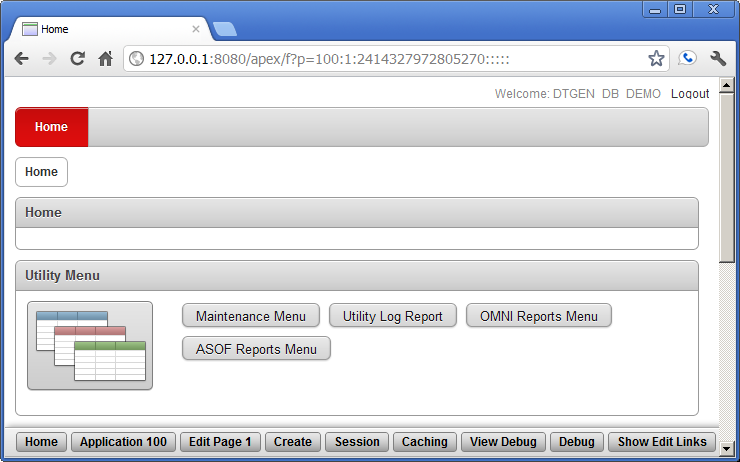 Home
127.0.0.1:8080/apex/f?p=100:1:2414327972805270:::::
Welcome: DTGEN DB DEMO Logout
Home
Home
Home
Utility Menu
Maintenance Menu Utility Log Report OMNI Reports Menu
ASOF Reports Menu
Home Application 100 Edit Page 1 Create Session Caching View Debug Debug Show Edit Links